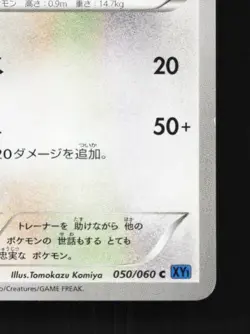 モン 高さ:0.9m 重さ:14.7kg
20
50+
20ダメージを追加。
トレーナーを 助けながら 他の
ポケモンの 世話もする とても
忠実な ポケモン。
Illus.Tomokazu Komiya 050/060 C XY1
o/Creatures/GAME FREAK.